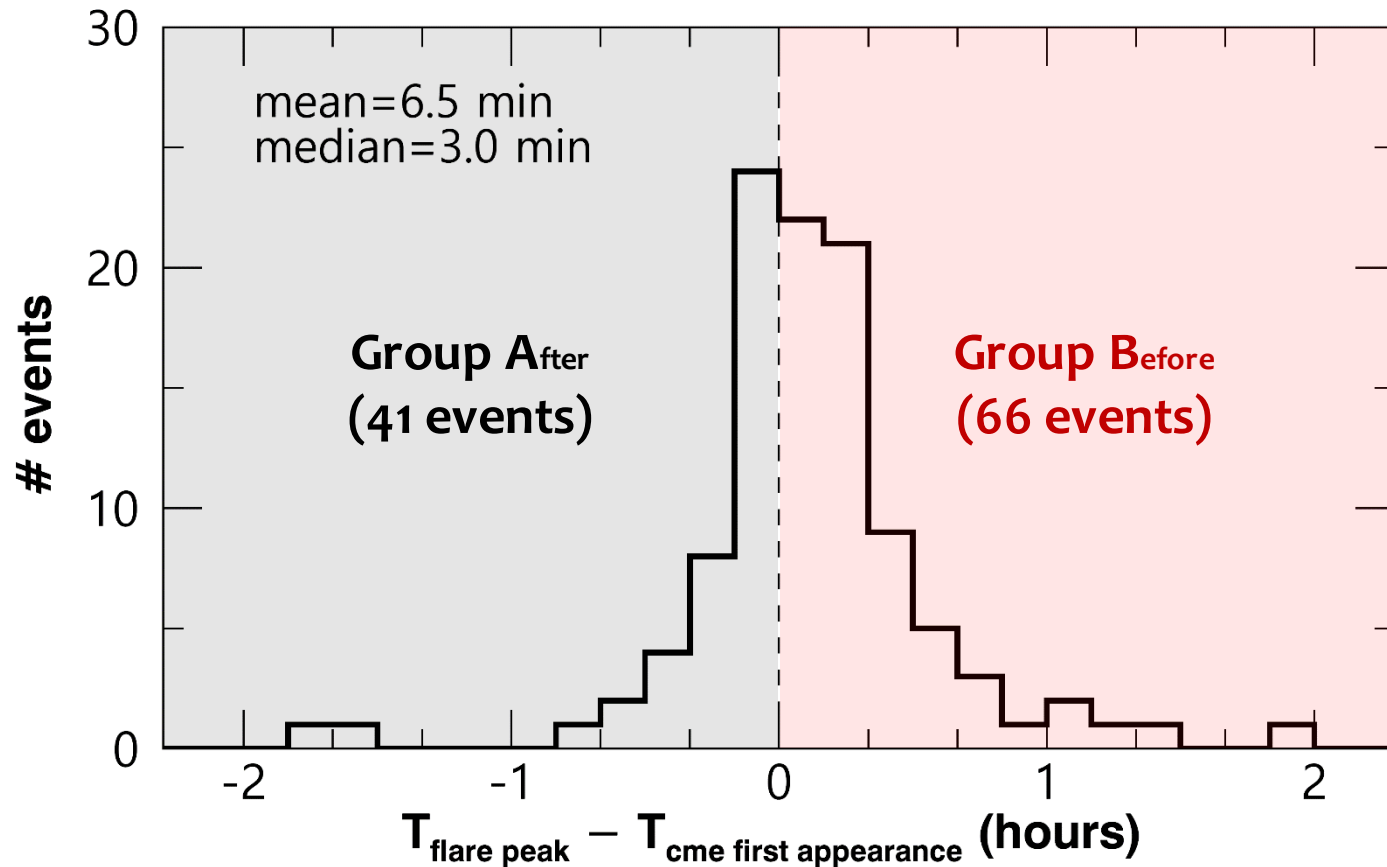 30
mean=6.5 min
median=3.0 min
20
Group After
(41 events)
Group Before
(66 events)
# events
10
0
-2 -1 0 1 2
Tflare peak – Tcme first appearance (hours)